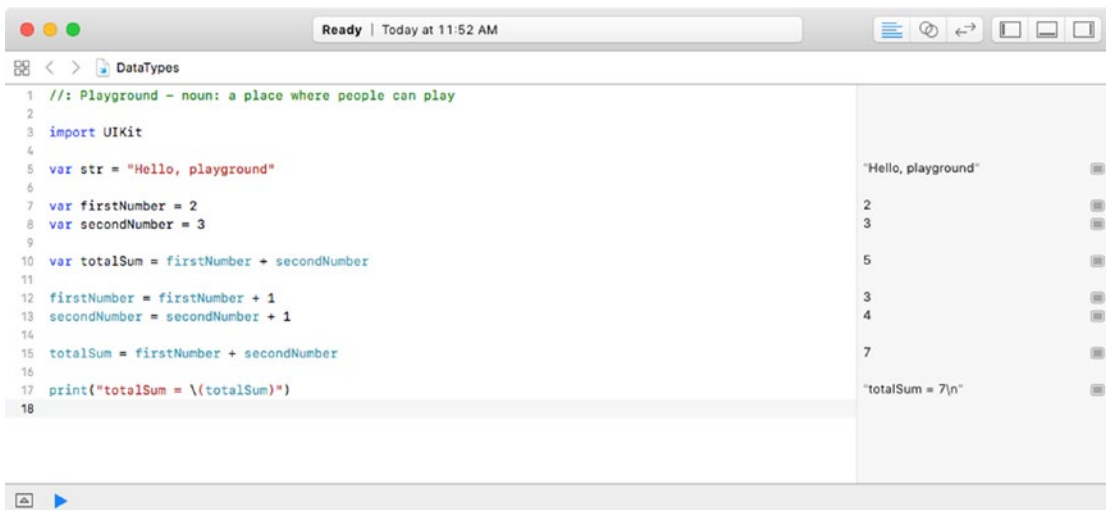 Ready | Today at 11:52 AM
DataTypes
1 //: Playground – noun: a place where people can play
2
3 import UIKit
4
5 var str = "Hello, playground" "Hello, playground"
6
7 var firstNumber = 2 2
8 var secondNumber = 3 3
9
10 var totalSum = firstNumber + secondNumber 5
11
12 firstNumber = firstNumber + 1 3
13 secondNumber = secondNumber + 1 4
14
15 totalSum = firstNumber + secondNumber 7
16
17 print("totalSum = \(totalSum)") "totalSum = 7\n"
18